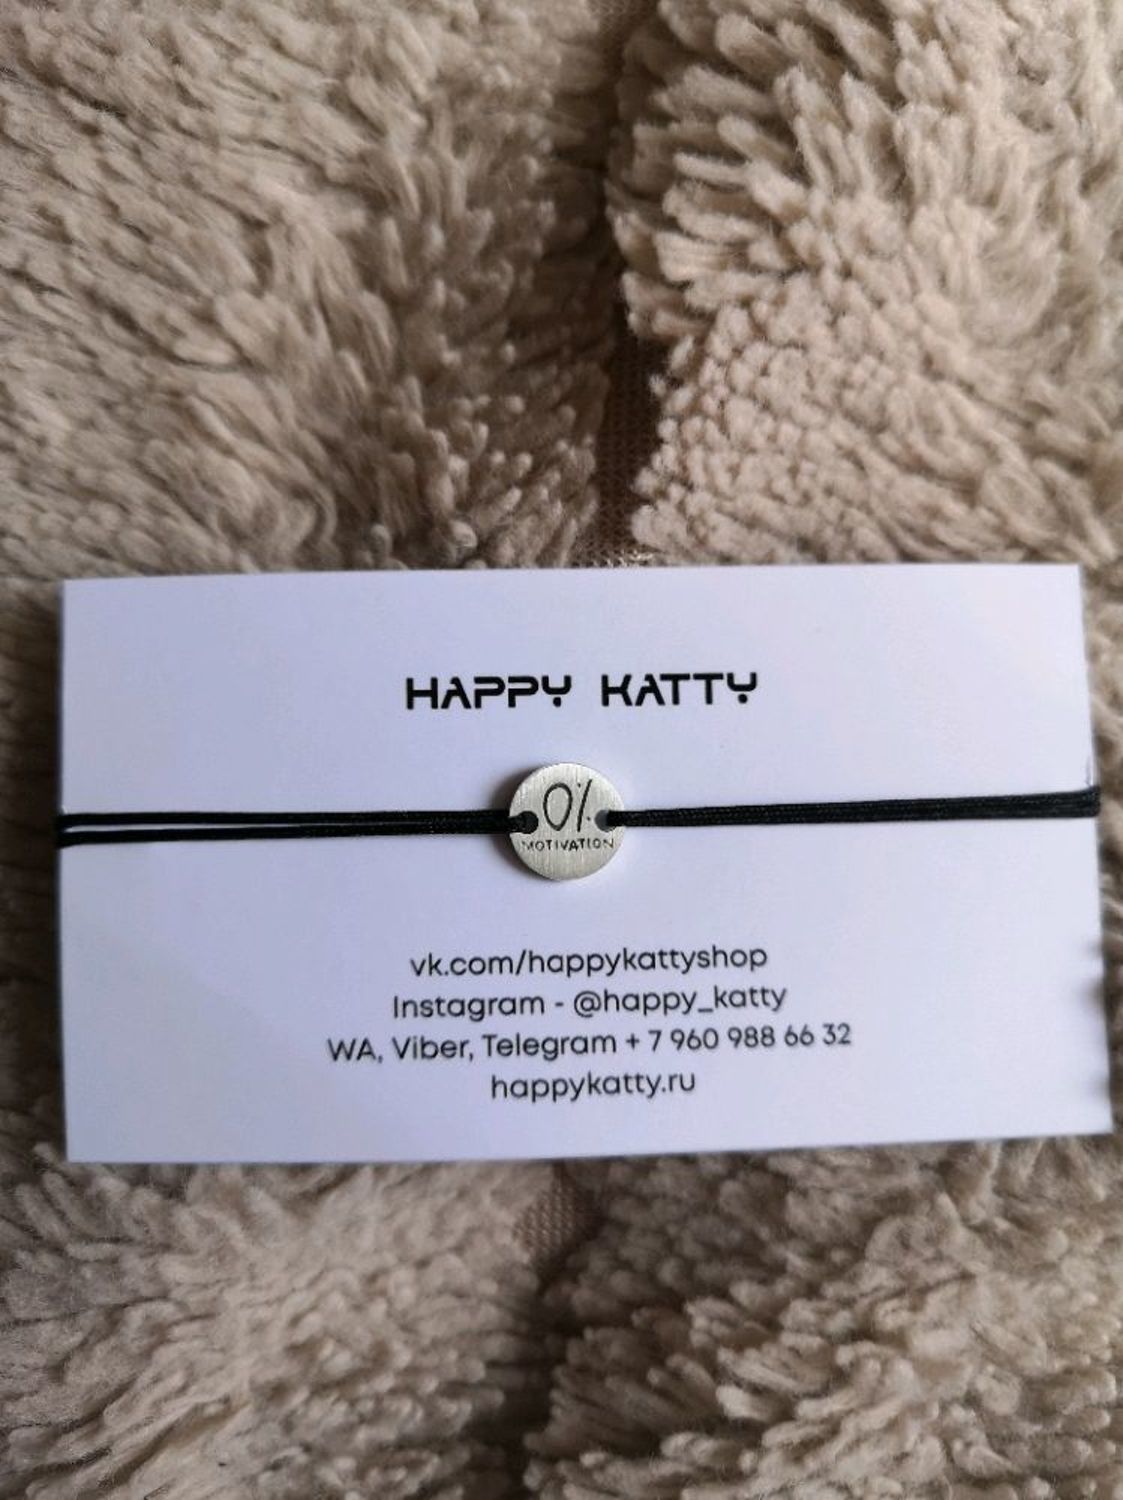 HAPPY KATTY
0%
MOTIVATION
vk.com/happykattyshop
Instagram - @happy_katty
WA, Viber, Telegram + 7 960 988 66 32
happykatty.ru